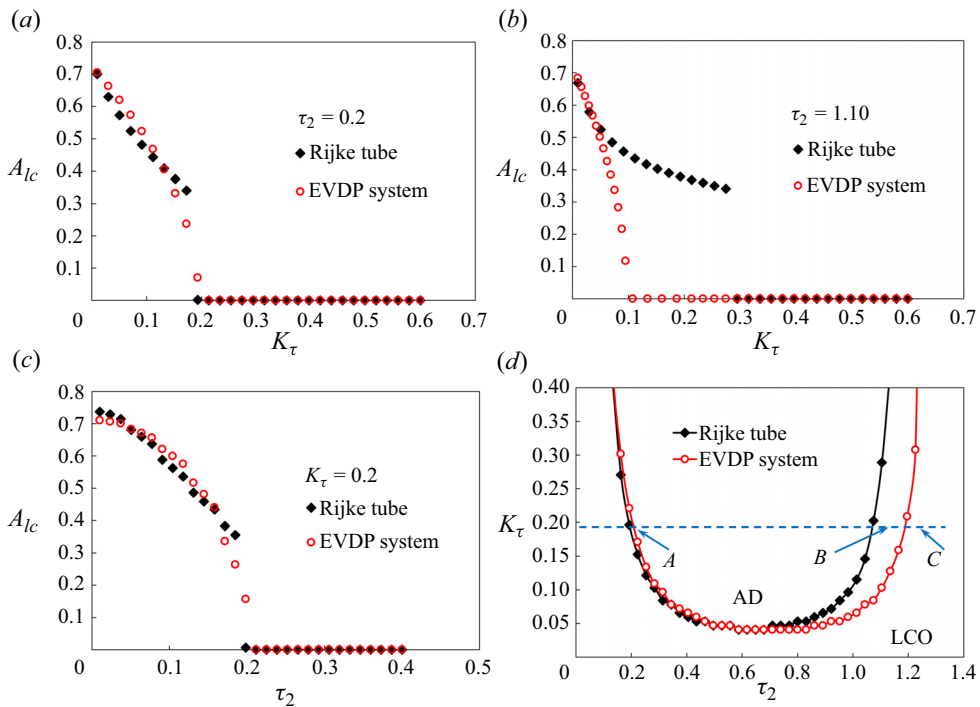 (a)
0.8
0.7
0.6
0.5
0.4
0.3
0.2
0.1
A_lc
τ₂ = 0.2
Rijke tube
EVDP system
0 0.1 0.2 0.3 0.4 0.5 0.6 0.7
K_τ
(b)
0.8
0.7
0.6
0.5
0.4
0.3
0.2
0.1
A_lc
τ₂ = 1.10
Rijke tube
EVDP system
0 0.1 0.2 0.3 0.4 0.5 0.6 0.7
K_τ
(c)
0.8
0.7
0.6
0.5
0.4
0.3
0.2
0.1
A_lc
K_τ = 0.2
Rijke tube
EVDP system
0 0.1 0.2 0.3 0.4 0.5
τ₂
(d)
0.40
0.35
0.30
0.25
0.20
0.15
0.10
0.05
K_τ
Rijke tube
EVDP system
A
B
C
AD
LCO
0 0.2 0.4 0.6 0.8 1.0 1.2 1.4
τ₂